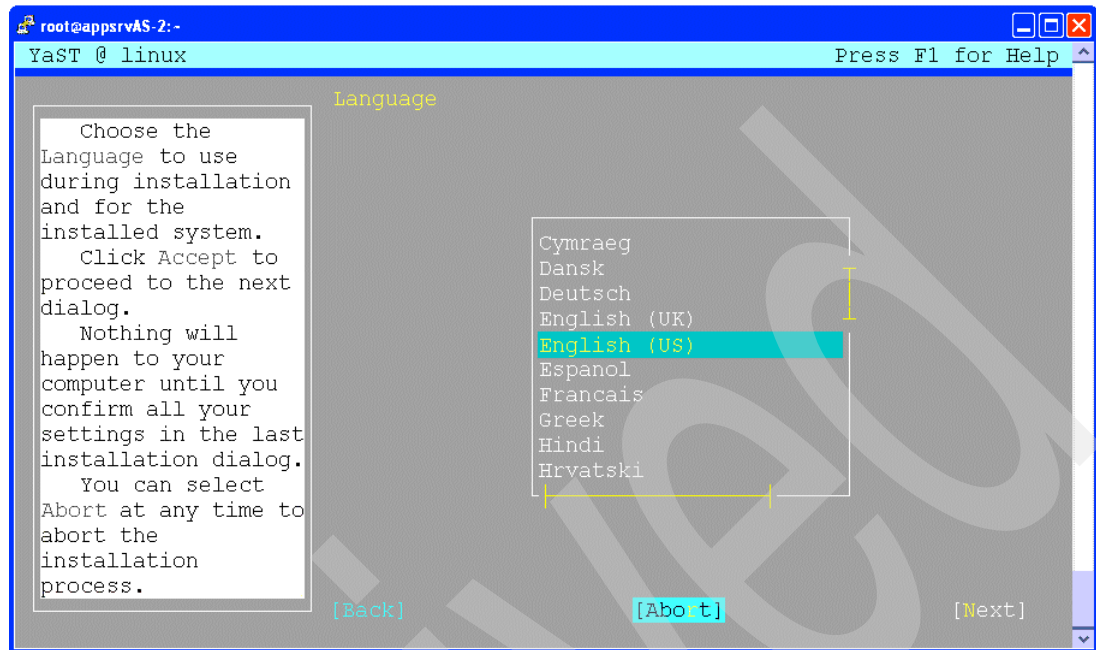 root@appsrvAS-2:~
YaST @ linux Press F1 for Help
Language
Choose the
Language to use
during installation
and for the
installed system.
Click Accept to
proceed to the next
dialog.
Nothing will
happen to your
computer until you
confirm all your
settings in the last
installation dialog.
You can select
Abort at any time to
abort the
installation
process.
Cymraeg
Dansk
Deutsch
English (UK)
English (US)
Espanol
Francais
Greek
Hindi
Hrvatski
[Back] [Abort] [Next]